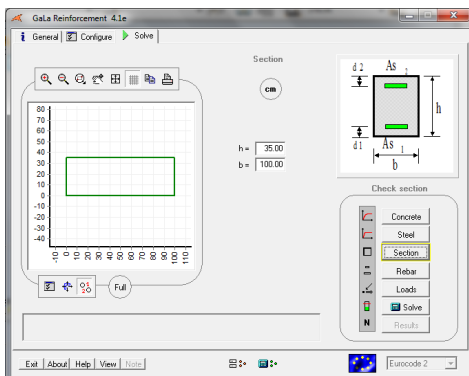 GaLa Reinforcement 4.1e
General Configure Solve
Section
cm
h = 35.00
b = 100.00
80
70
60
50
40
30
20
10
0
-10
-20
-30
-40
-10 0 10 20 30 40 50 60 70 80 90 100 110
Full
d 2 As 2
h
d 1 As 1
b
Check section
Concrete
Steel
Section
Rebar
Loads
Solve
N Results
Exit About Help View Note
Eurocode 2